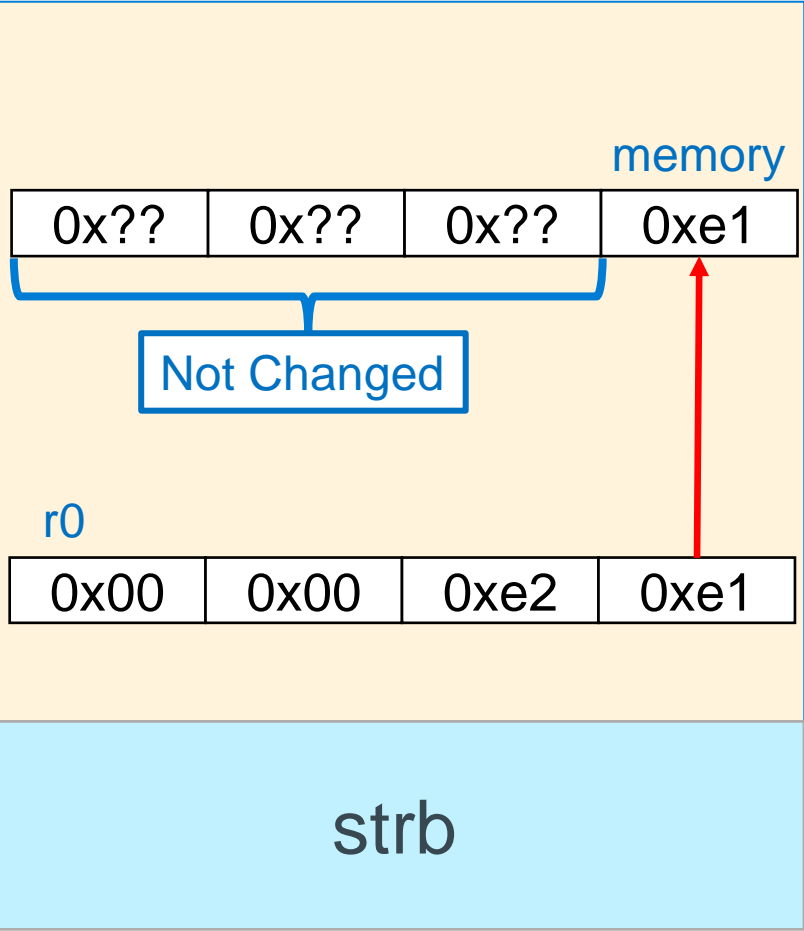 memory
0x?? 0x?? 0x?? 0xe1
Not Changed
r0
0x00 0x00 0xe2 0xe1
strb